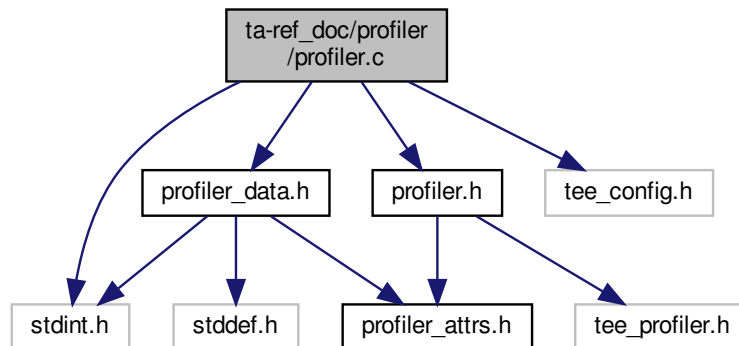 ta-ref_doc/profiler
/profiler.c
profiler_data.h
profiler.h
tee_config.h
stdint.h
stddef.h
profiler_attrs.h
tee_profiler.h